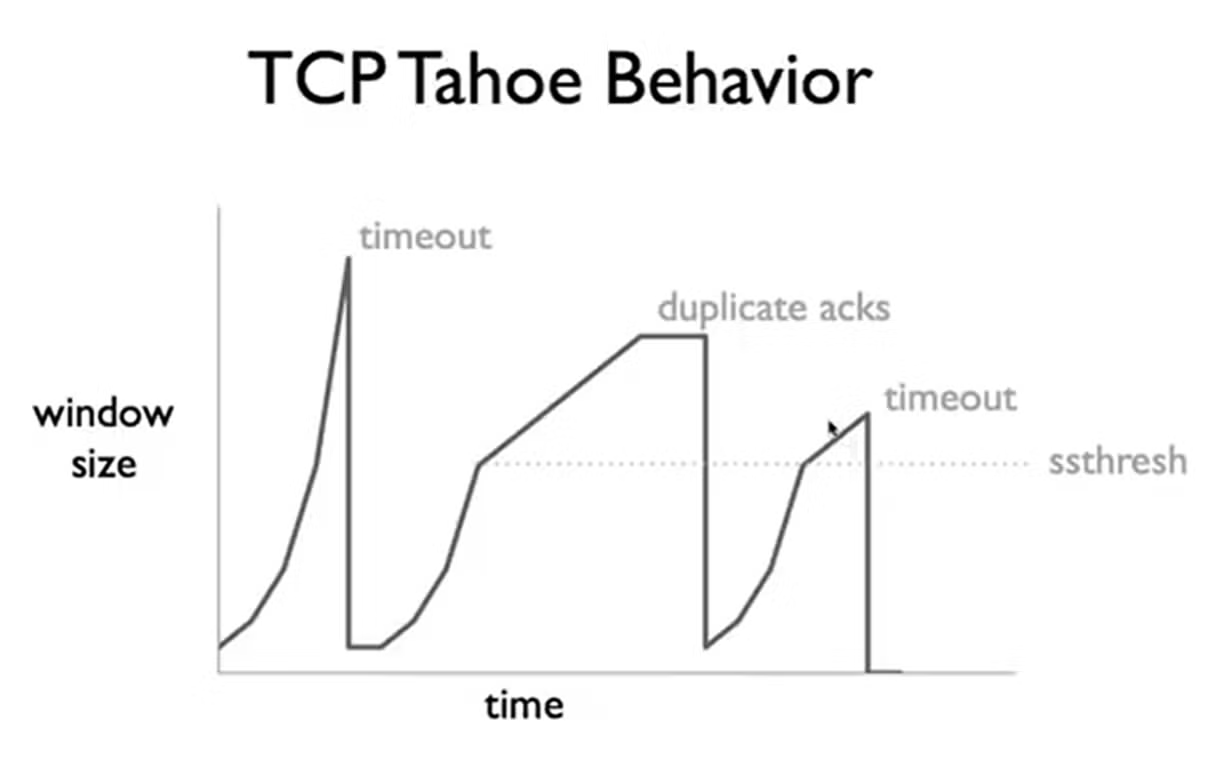 TCP Tahoe Behavior
timeout
duplicate acks
timeout
window
size
ssthresh
time